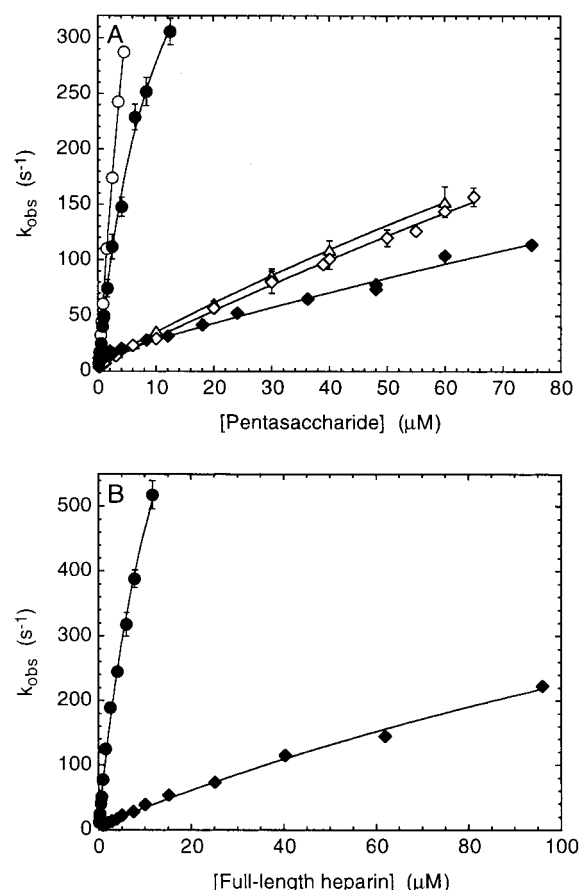 A
300
250
200
150
100
50
0
k_obs (s⁻¹)
0 10 20 30 40 50 60 70 80
[Pentasaccharide] (μM)
B
500
400
300
200
100
0
k_obs (s⁻¹)
0 20 40 60 80 100
[Full-length heparin] (μM)